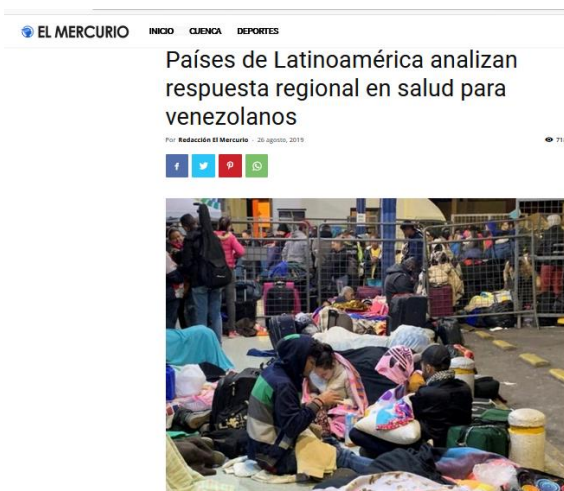 EL MERCURIO INICIO CUENCA DEPORTES
Países de Latinoamérica analizan
respuesta regional en salud para
venezolanos
Por Redacción El Mercurio - 26 agosto, 2019